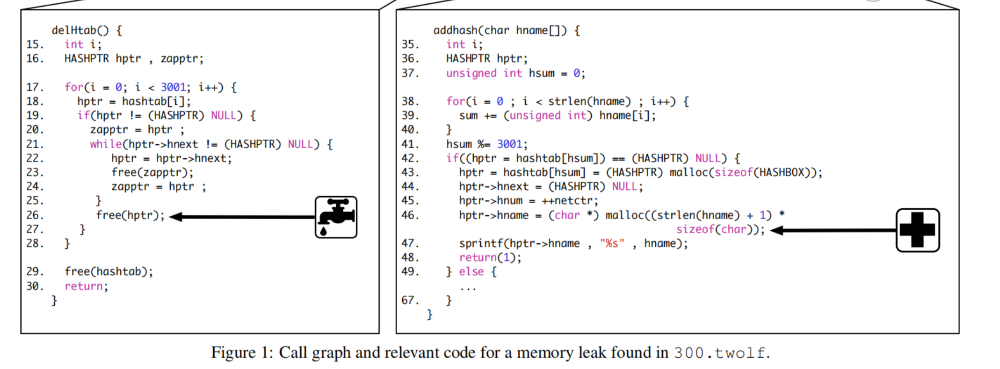 delHtab() {
15. int i;
16. HASHPTR hptr , zapptr;
17. for(i = 0; i < 3001; i++) {
18. hptr = hashtab[i];
19. if(hptr != (HASHPTR) NULL) {
20. zapptr = hptr ;
21. while(hptr->hnext != (HASHPTR) NULL) {
22. hptr = hptr->hnext;
23. free(zapptr);
24. zapptr = hptr ;
25. }
26. free(hptr);
27. }
28. }
29. free(hashtab);
30. return;
}
addhash(char hname[]) {
35. int i;
36. HASHPTR hptr;
37. unsigned int hsum = 0;
38. for(i = 0 ; i < strlen(hname) ; i++) {
39. sum += (unsigned int) hname[i];
40. }
41. hsum %= 3001;
42. if((hptr = hashtab[hsum]) == (HASHPTR) NULL) {
43. hptr = hashtab[hsum] = (HASHPTR) malloc(sizeof(HASHBOX));
44. hptr->hnext = (HASHPTR) NULL;
45. hptr->hnum = ++netctr;
46. hptr->hname = (char *) malloc((strlen(hname) + 1) *
sizeof(char));
47. sprintf(hptr->hname , "%s" , hname);
48. return(1);
49. } else {
...
67. }
}
Figure 1: Call graph and relevant code for a memory leak found in 300.twolf.